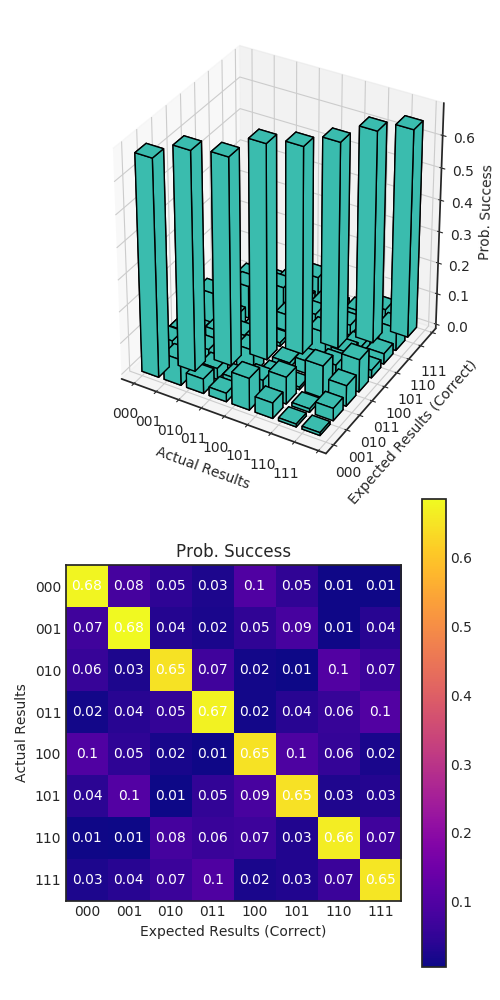 0.6
0.5
0.4
0.3
0.2
0.1
0.0
Prob. Success
000
001
010
011
100
101
110
111
Actual Results
111
110
101
100
011
010
001
000
Expected Results (Correct)
Prob. Success
000 0.68 0.08 0.05 0.03 0.1 0.05 0.01 0.01
001 0.07 0.68 0.04 0.02 0.05 0.09 0.01 0.04
010 0.06 0.03 0.65 0.07 0.02 0.01 0.1 0.07
011 0.02 0.04 0.05 0.67 0.02 0.04 0.06 0.1
100 0.1 0.05 0.02 0.01 0.65 0.1 0.06 0.02
101 0.04 0.1 0.01 0.05 0.09 0.65 0.03 0.03
110 0.01 0.01 0.08 0.06 0.07 0.03 0.66 0.07
111 0.03 0.04 0.07 0.1 0.02 0.03 0.07 0.65
000 001 010 011 100 101 110 111
Actual Results
Expected Results (Correct)
0.6
0.5
0.4
0.3
0.2
0.1